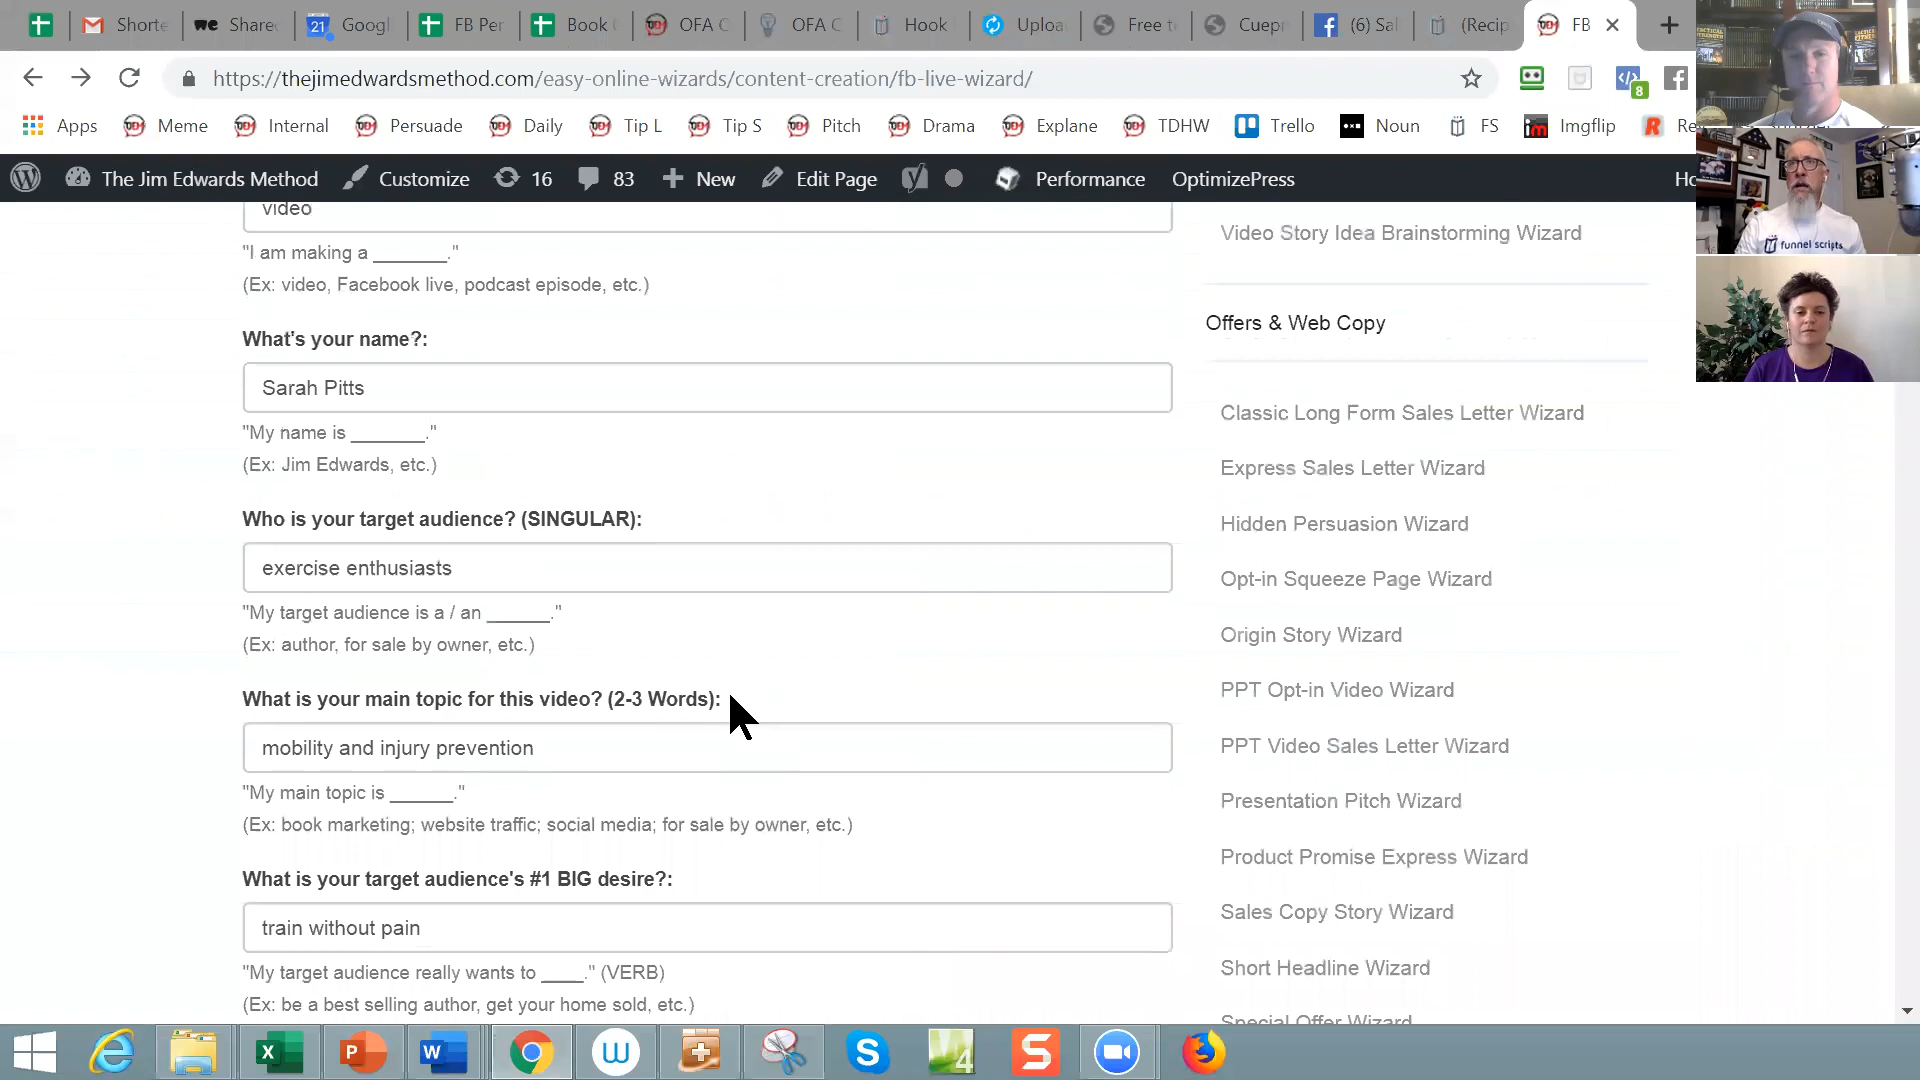 Shorte
Share
21
Googl
FB Per
Book
OFA C
OFA C
Hook
Uploa
Free t
Cuep
(6) Sa
(Recip
FB
https://thejimedwardsmethod.com/easy-online-wizards/content-creation/fb-live-wizard/
8
Apps
Meme
Internal
Persuade
Daily
Tip L
Tip S
Pitch
Drama
Explane
TDHW
Trello
Noun
FS
Imgflip
The Jim Edwards Method
Customize
16
83
New
Edit Page
Performance
OptimizePress
funnel scripts
video
"I am making a _______."
(Ex: video, Facebook live, podcast episode, etc.)
What's your name?:
Sarah Pitts
"My name is _______."
(Ex: Jim Edwards, etc.)
Who is your target audience? (SINGULAR):
exercise enthusiasts
"My target audience is a / an ______."
(Ex: author, for sale by owner, etc.)
What is your main topic for this video? (2-3 Words):
mobility and injury prevention
"My main topic is ______."
(Ex: book marketing; website traffic; social media; for sale by owner, etc.)
What is your target audience's #1 BIG desire?:
train without pain
"My target audience really wants to ____." (VERB)
(Ex: be a best selling author, get your home sold, etc.)
Video Story Idea Brainstorming Wizard
Offers & Web Copy
Classic Long Form Sales Letter Wizard
Express Sales Letter Wizard
Hidden Persuasion Wizard
Opt-in Squeeze Page Wizard
Origin Story Wizard
PPT Opt-in Video Wizard
PPT Video Sales Letter Wizard
Presentation Pitch Wizard
Product Promise Express Wizard
Sales Copy Story Wizard
Short Headline Wizard
Special Offer Wizard